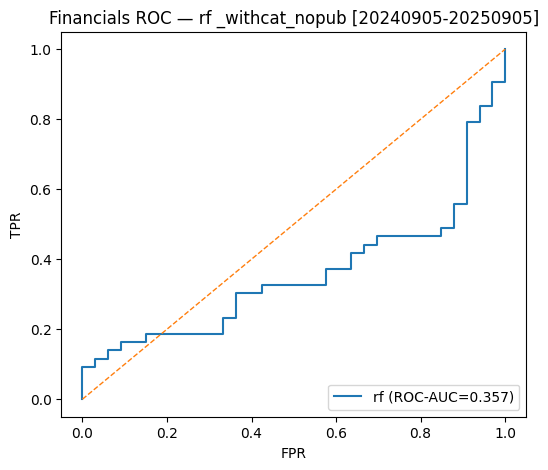 Financials ROC — rf _withcat_nopub [20240905-20250905]
TPR
1.0
0.8
0.6
0.4
0.2
0.0
rf (ROC-AUC=0.357)
0.0 0.2 0.4 0.6 0.8 1.0
FPR